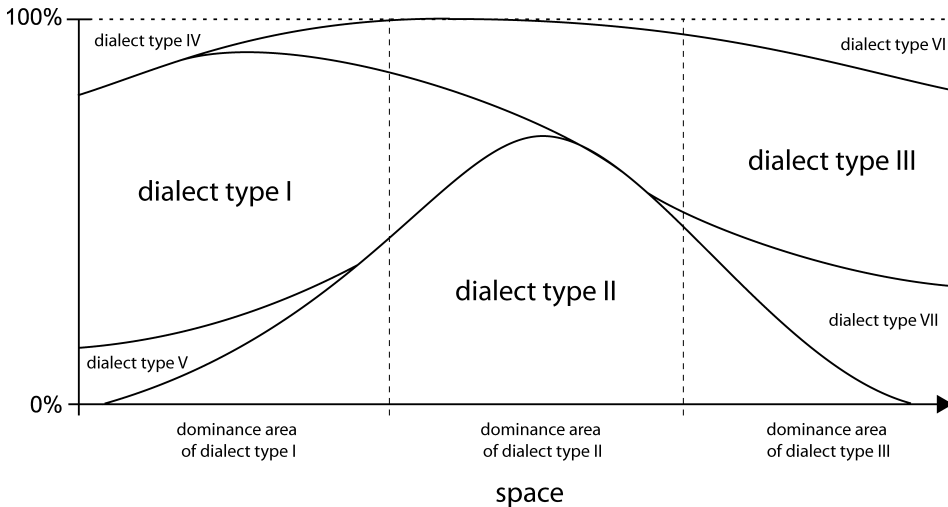 100%
dialect type IV
dialect type VI
dialect type III
dialect type I
dialect type II
dialect type VII
dialect type V
0%
dominance area
of dialect type I
dominance area
of dialect type II
dominance area
of dialect type III
space